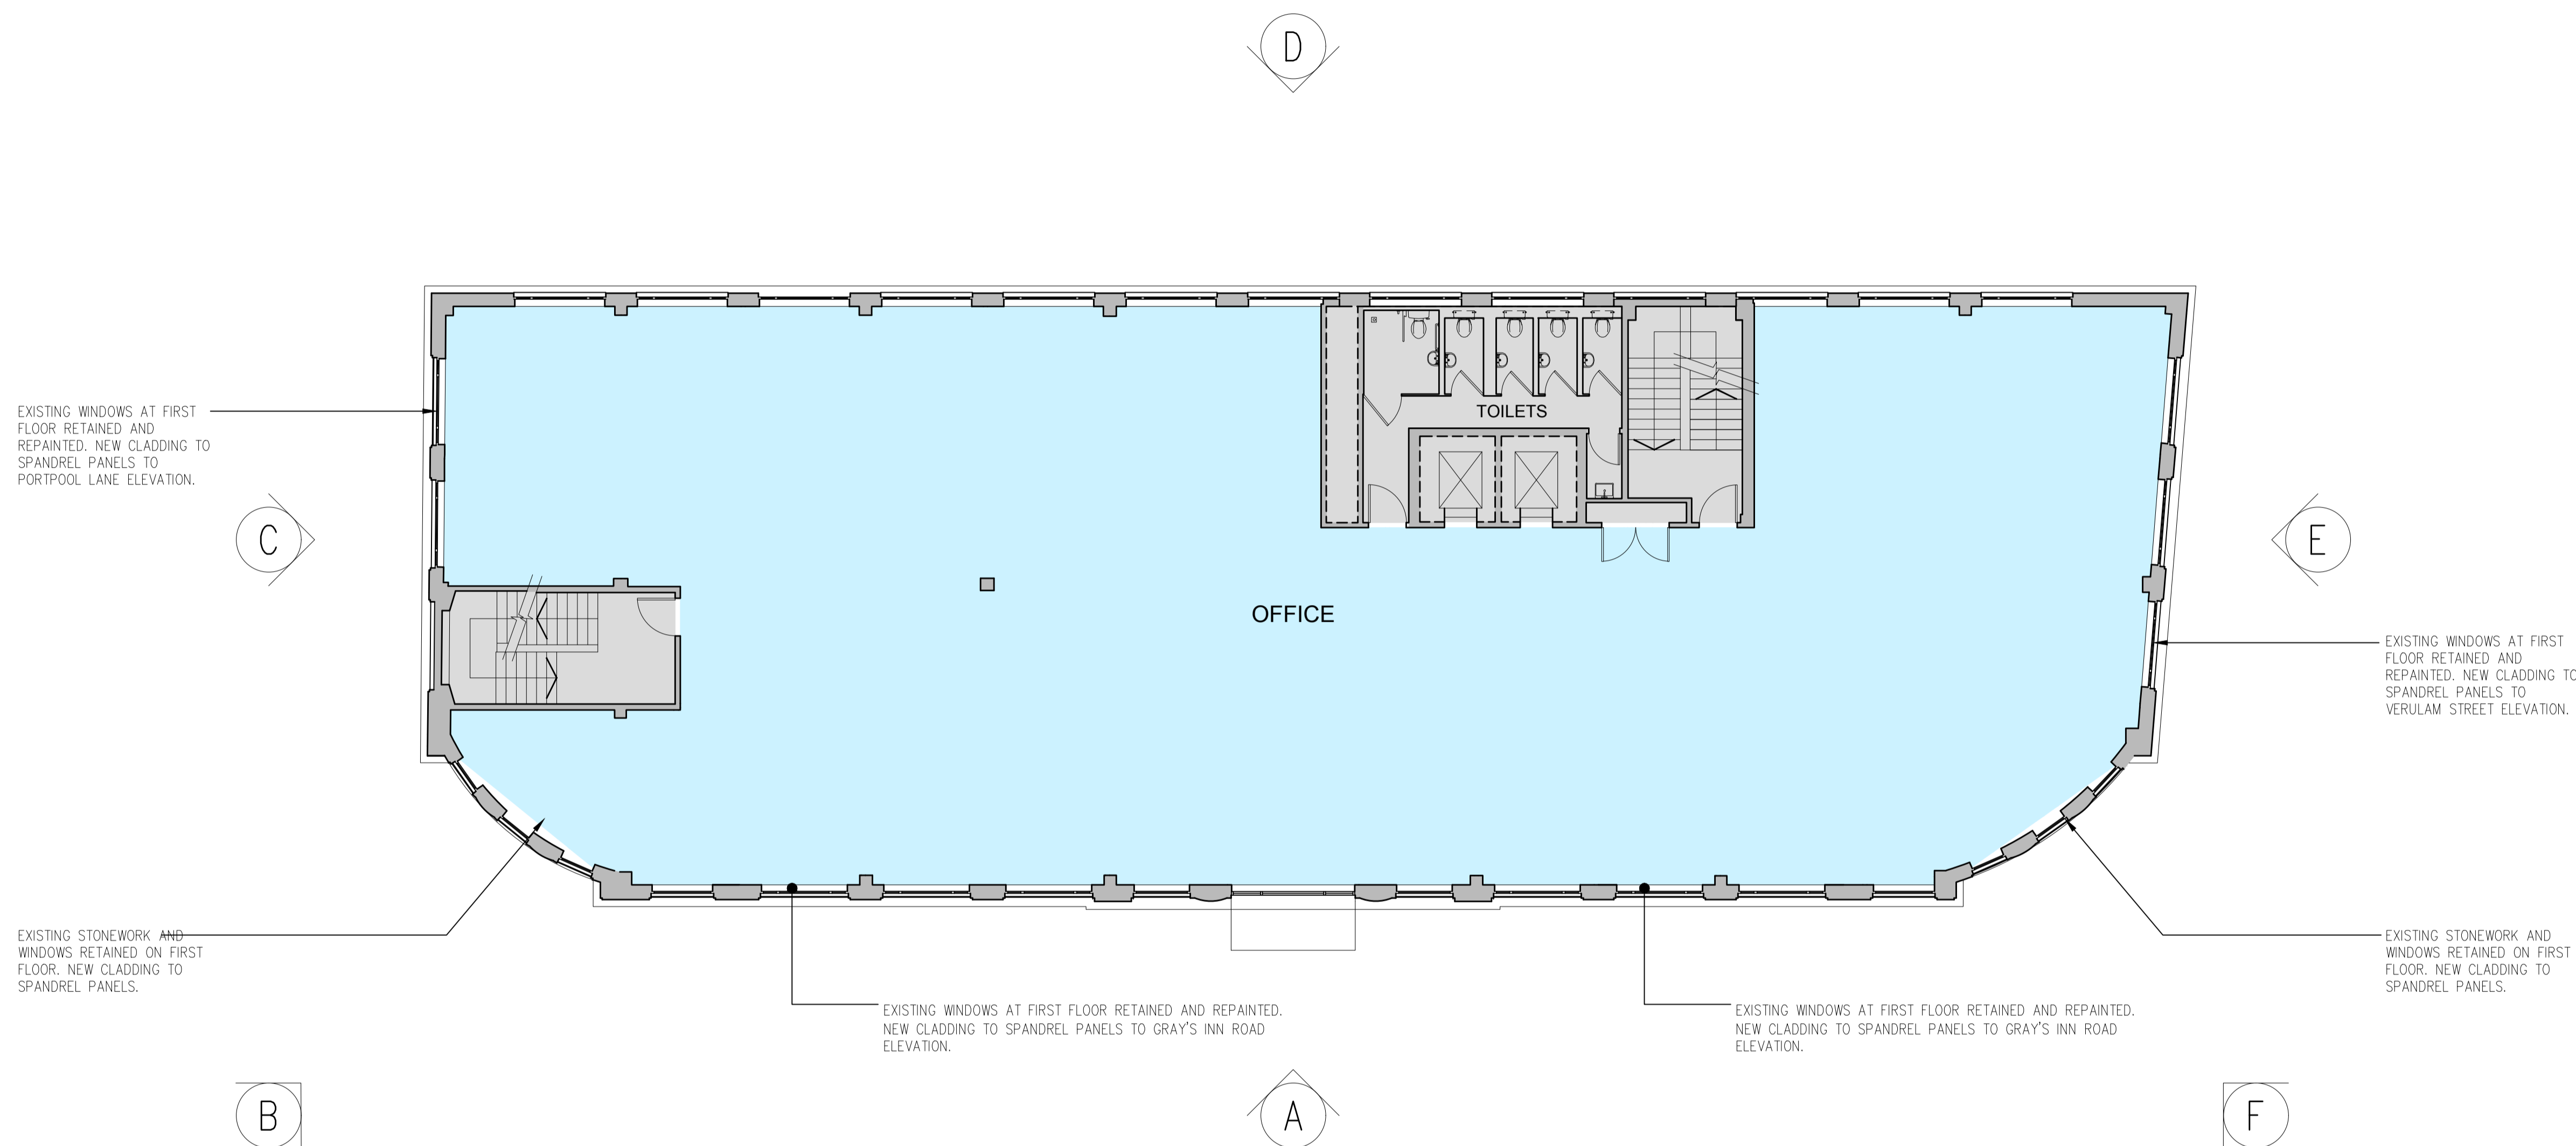 D
EXISTING WINDOWS AT FIRST
FLOOR RETAINED AND
REPAINTED. NEW CLADDING TO
SPANDREL PANELS TO
PORTPOOL LANE ELEVATION.
TOILETS
C
E
OFFICE
EXISTING WINDOWS AT FIRST
FLOOR RETAINED AND
REPAINTED. NEW CLADDING TO
SPANDREL PANELS TO
VERULAM STREET ELEVATION.
EXISTING STONEWORK AND
WINDOWS RETAINED ON FIRST
FLOOR. NEW CLADDING TO
SPANDREL PANELS.
EXISTING STONEWORK AND
WINDOWS RETAINED ON FIRST
FLOOR. NEW CLADDING TO
SPANDREL PANELS.
EXISTING WINDOWS AT FIRST FLOOR RETAINED AND REPAINTED.
NEW CLADDING TO SPANDREL PANELS TO GRAY'S INN ROAD
ELEVATION.
EXISTING WINDOWS AT FIRST FLOOR RETAINED AND REPAINTED.
NEW CLADDING TO SPANDREL PANELS TO GRAY'S INN ROAD
ELEVATION.
B
A
F